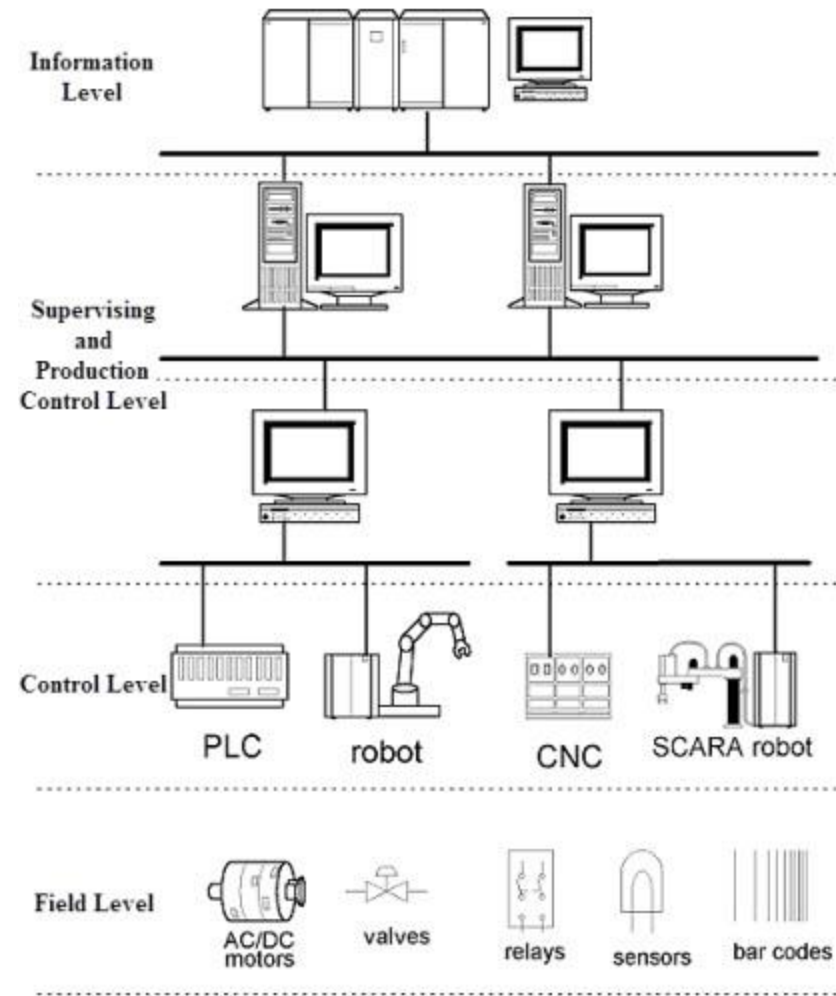 Information
Level
Supervising
and
Production
Control Level
Control Level
PLC
robot
CNC
SCARA robot
Field Level
AC/DC
motors
valves
relays
sensors
bar codes